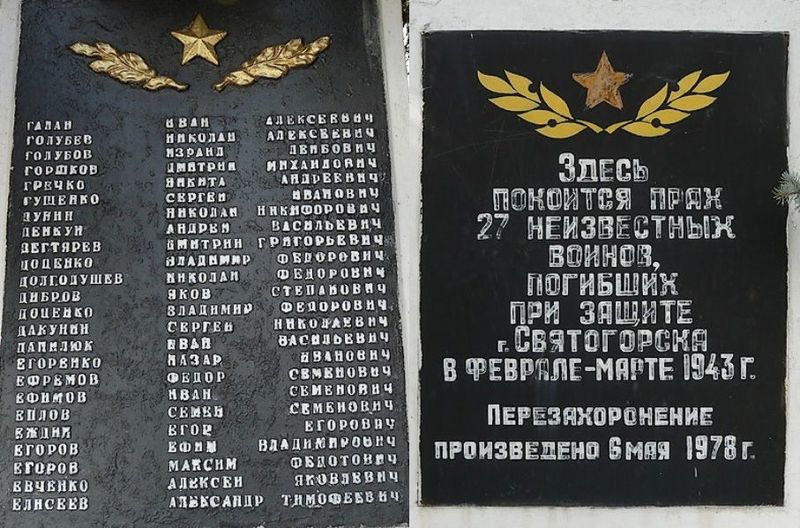 ГАЛАН ИВАН АЛЕКСЕЕВИЧ
ГОЛУБЕВ НИКОЛАЙ АЛЕКСЕЕВИЧ
ГОЛУБОВ ИЗРАИЛ ЛЕЙБОВИЧ
ГОРШКОВ ДМИТРИЙ МИХАЙЛОВИЧ
ГРЕЧКО НИКИТА АНДРЕЕВИЧ
ГУЩЕНКО СЕРГЕЙ ИВАНОВИЧ
ДУНИН НИКОЛАЙ НИКИФОРОВИЧ
ДЕНКУН АНДРЕЙ ВАСИЛЬЕВИЧ
ДЕГТЯРЕВ ДМИТРИЙ ГРИГОРЬЕВИЧ
ДОЦЕНКО ВЛАДИМИР ФЕДОРОВИЧ
ДОЛГОДУШЕВ НИКОЛАЙ ФЕДОРОВИЧ
ДИБРОВ ЯКОВ СТЕПАНОВИЧ
ДОЦЕНКО ВЛАДИМИР ФЕДОРОВИЧ
ДАКУНИН СЕРГЕЙ НИКОЛАЕВИЧ
ДАНИЛЮК ИВАН ВАСИЛЬЕВИЧ
ЕГОРЕНКО НАЗАР ИВАНОВИЧ
ЕФРЕМОВ ФЕДОР СЕМЕНОВИЧ
ЕФИМОВ ИВАН СЕМЕНОВИЧ
ЕПЛОВ СЕМЕН СЕМЕНОВИЧ
ЕЖДИН ЕГОР ЕГОРОВИЧ
ЕГОРОВ ЕФИМ ВЛАДИМИРОВИЧ
ЕГОРОВ МАКСИМ ФЕДОТОВИЧ
ЕВЧЕНКО АЛЕКСЕЙ ЯКОВЛЕВИЧ
ЕЛИСЕЕВ АЛЕКСАНДР ТИМОФЕЕВИЧ
ЗДЕСЬ
ПОКОИТСЯ ПРАХ
27 НЕИЗВЕСТНЫХ
ВОИНОВ,
ПОГИБШИХ
ПРИ ЗАЩИТЕ
г. СВЯТОГОРСКА
В ФЕВРАЛЕ-МАРТЕ 1943 г.
ПЕРЕЗАХОРОНЕНИЕ
ПРОИЗВЕДЕНО 6 МАЯ 1978 г.